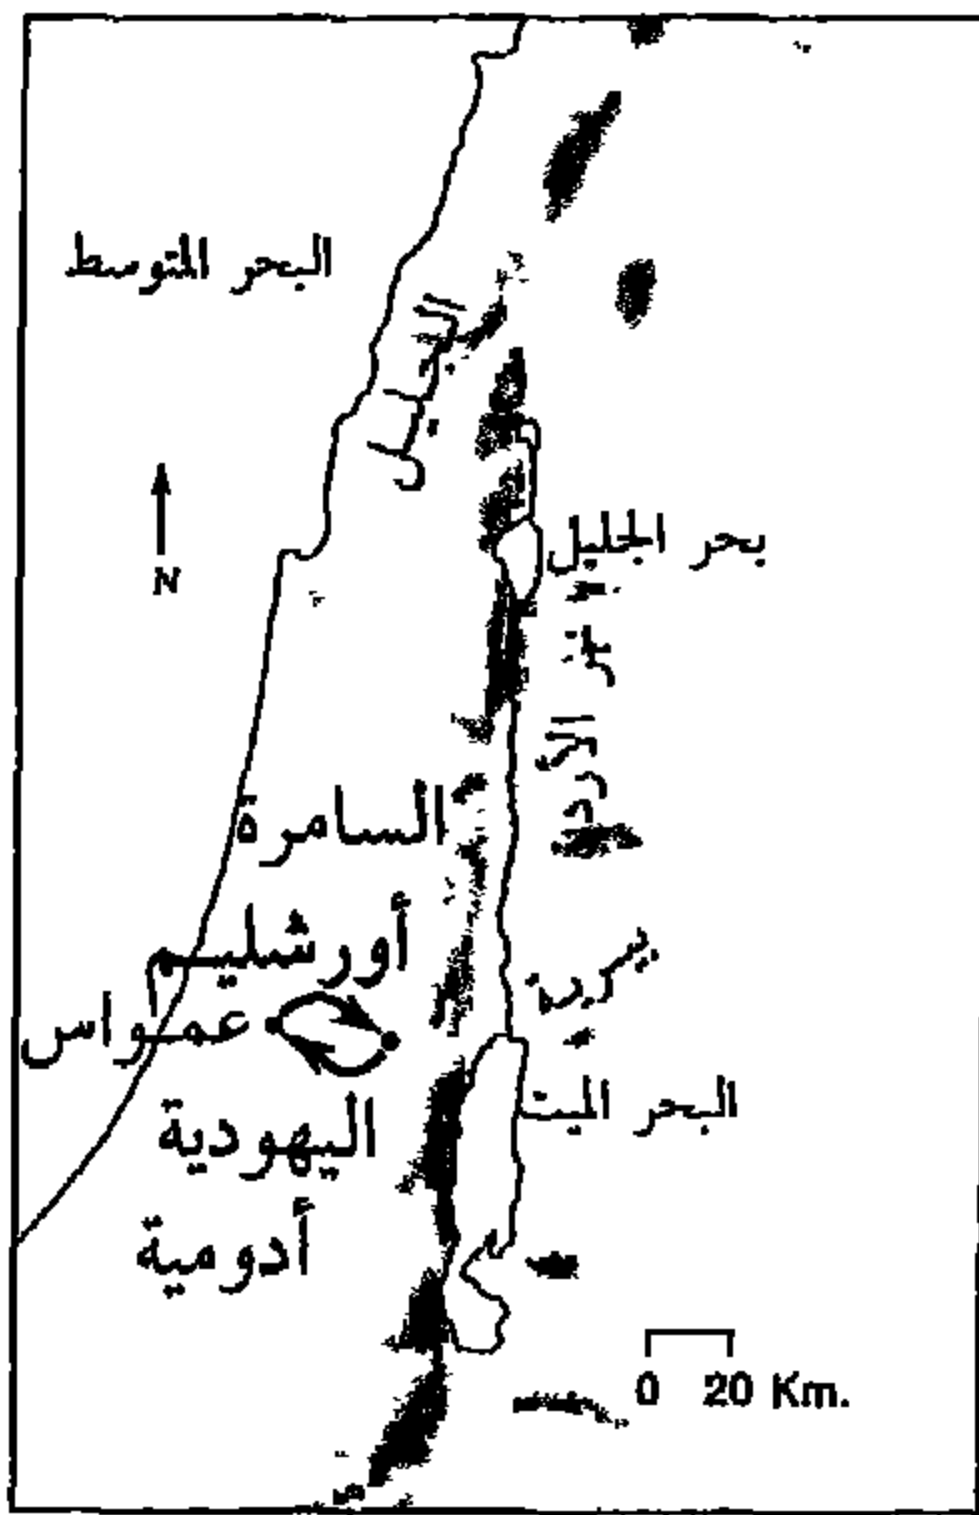 البحر المتوسط
الجليل
N
بحر الجليل
نهر الأردن
السامرة
أورشليم
بيرية
عمواس
البحر الميت
اليهودية
أدومية
0 20 Km.